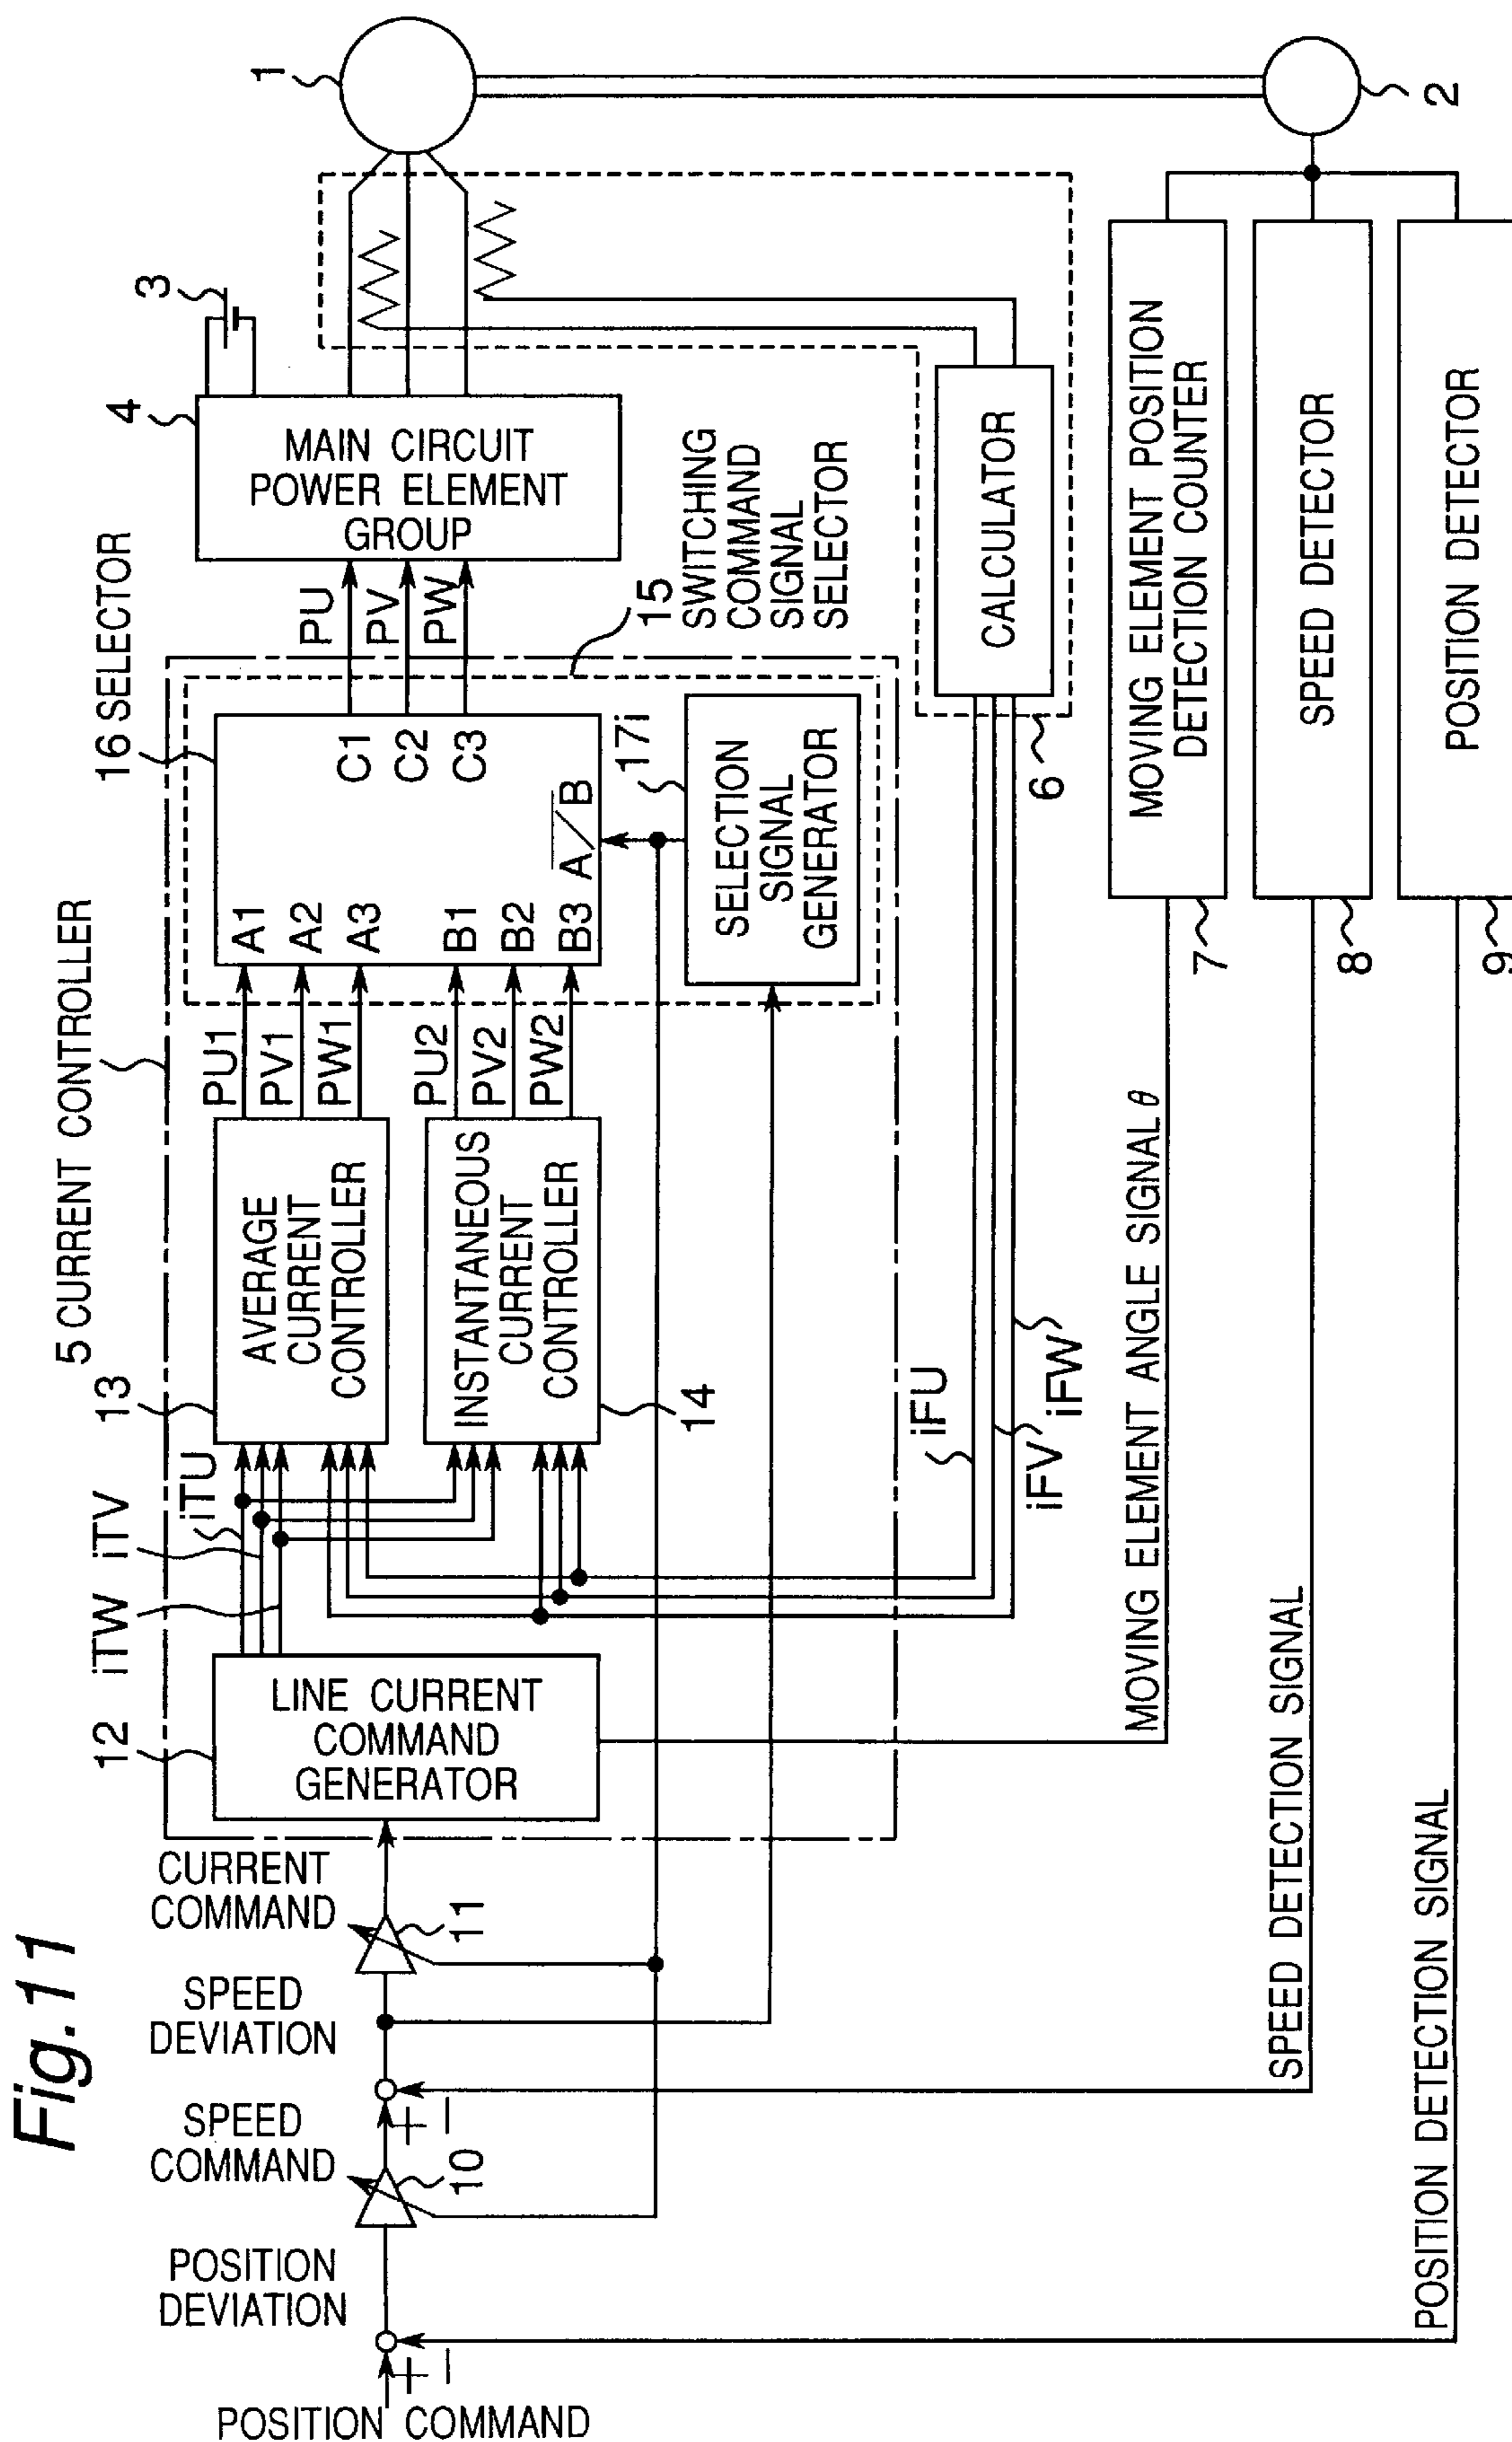 Fig.11
POSITION COMMAND
+
−
POSITION
DEVIATION
10
SPEED
COMMAND
+
−
SPEED
DEVIATION
11
CURRENT
COMMAND
5 CURRENT CONTROLLER
12
LINE CURRENT
COMMAND
GENERATOR
iTW
iTV
iTU
13
AVERAGE
CURRENT
CONTROLLER
INSTANTANEOUS
CURRENT
CONTROLLER
14
PU1
PV1
PW1
PU2
PV2
PW2
16 SELECTOR
A1
A2
A3
B1
B2
B3
C1
C2
C3
A̅/B
17i
SELECTION
SIGNAL
GENERATOR
15
SWITCHING
COMMAND
SIGNAL
SELECTOR
PU
PV
PW
4
MAIN CIRCUIT
POWER ELEMENT
GROUP
3
1
2
CALCULATOR
6
iFU
iFV
iFW
MOVING ELEMENT POSITION
DETECTION COUNTER
7
SPEED DETECTOR
8
POSITION DETECTOR
9
MOVING ELEMENT ANGLE SIGNAL θ
SPEED DETECTION SIGNAL
POSITION DETECTION SIGNAL